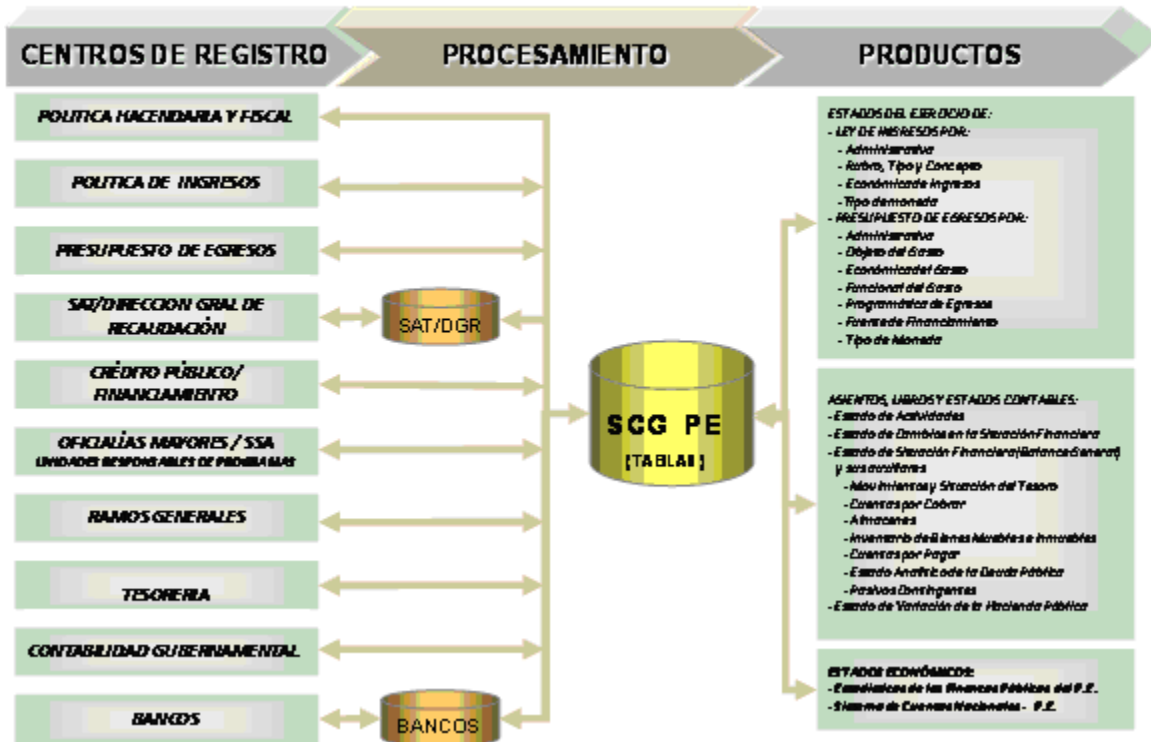 CENTROS DE REGISTRO
PROCESAMIENTO
PRODUCTOS
POLITICA HACENDARIA Y FISCAL
POLITICA DE INGRESOS
PRESUPUESTO DE EGRESOS
SAT/DIRECCION GRAL DE
RECAUDACIÓN
CRÉDITO PÚBLICO/
FINANCIAMIENTO
OFICIALÍAS MAYORES / SSA
UNIDADES RESPONSABLES DE PROGRAMAS
RAMOS GENERALES
TESORERIA
CONTABILIDAD GUBERNAMENTAL
BANCOS
SAT/DGR
BANCOS
SCG PE
(TABLAS)
ESTADOS DEL EJERCICIO DE:
- LEY DE INGRESOS POR:
- Administrativa
- Rubro, Tipo y Concepto
- Económica de Ingresos
- Tipo de moneda
- PRESUPUESTO DE EGRESOS POR:
- Administrativa
- Objeto del Gasto
- Económica del Gasto
- Funcional del Gasto
- Programática de Egresos
- Fuente de Financiamiento
- Tipo de Moneda
ASIENTOS, LIBROS Y ESTADOS CONTABLES:
- Estado de Actividades
- Estado de Cambios en la Situación Financiera
- Estado de Situación Financiera (Balance General)
y sus auxiliares
- Movimientos y Situación del Tesoro
- Cuentas por Cobrar
- Almacenes
- Inventario de Bienes Muebles e Inmuebles
- Cuentas por Pagar
- Estado Analítico de la Deuda Pública
- Pasivos Contingentes
- Estado de Variación de la Hacienda Pública
ESTADOS ECONÓMICOS:
- Estadísticas de las Finanzas Públicas del P.E.
- Sistema de Cuentas Nacionales - P.E.